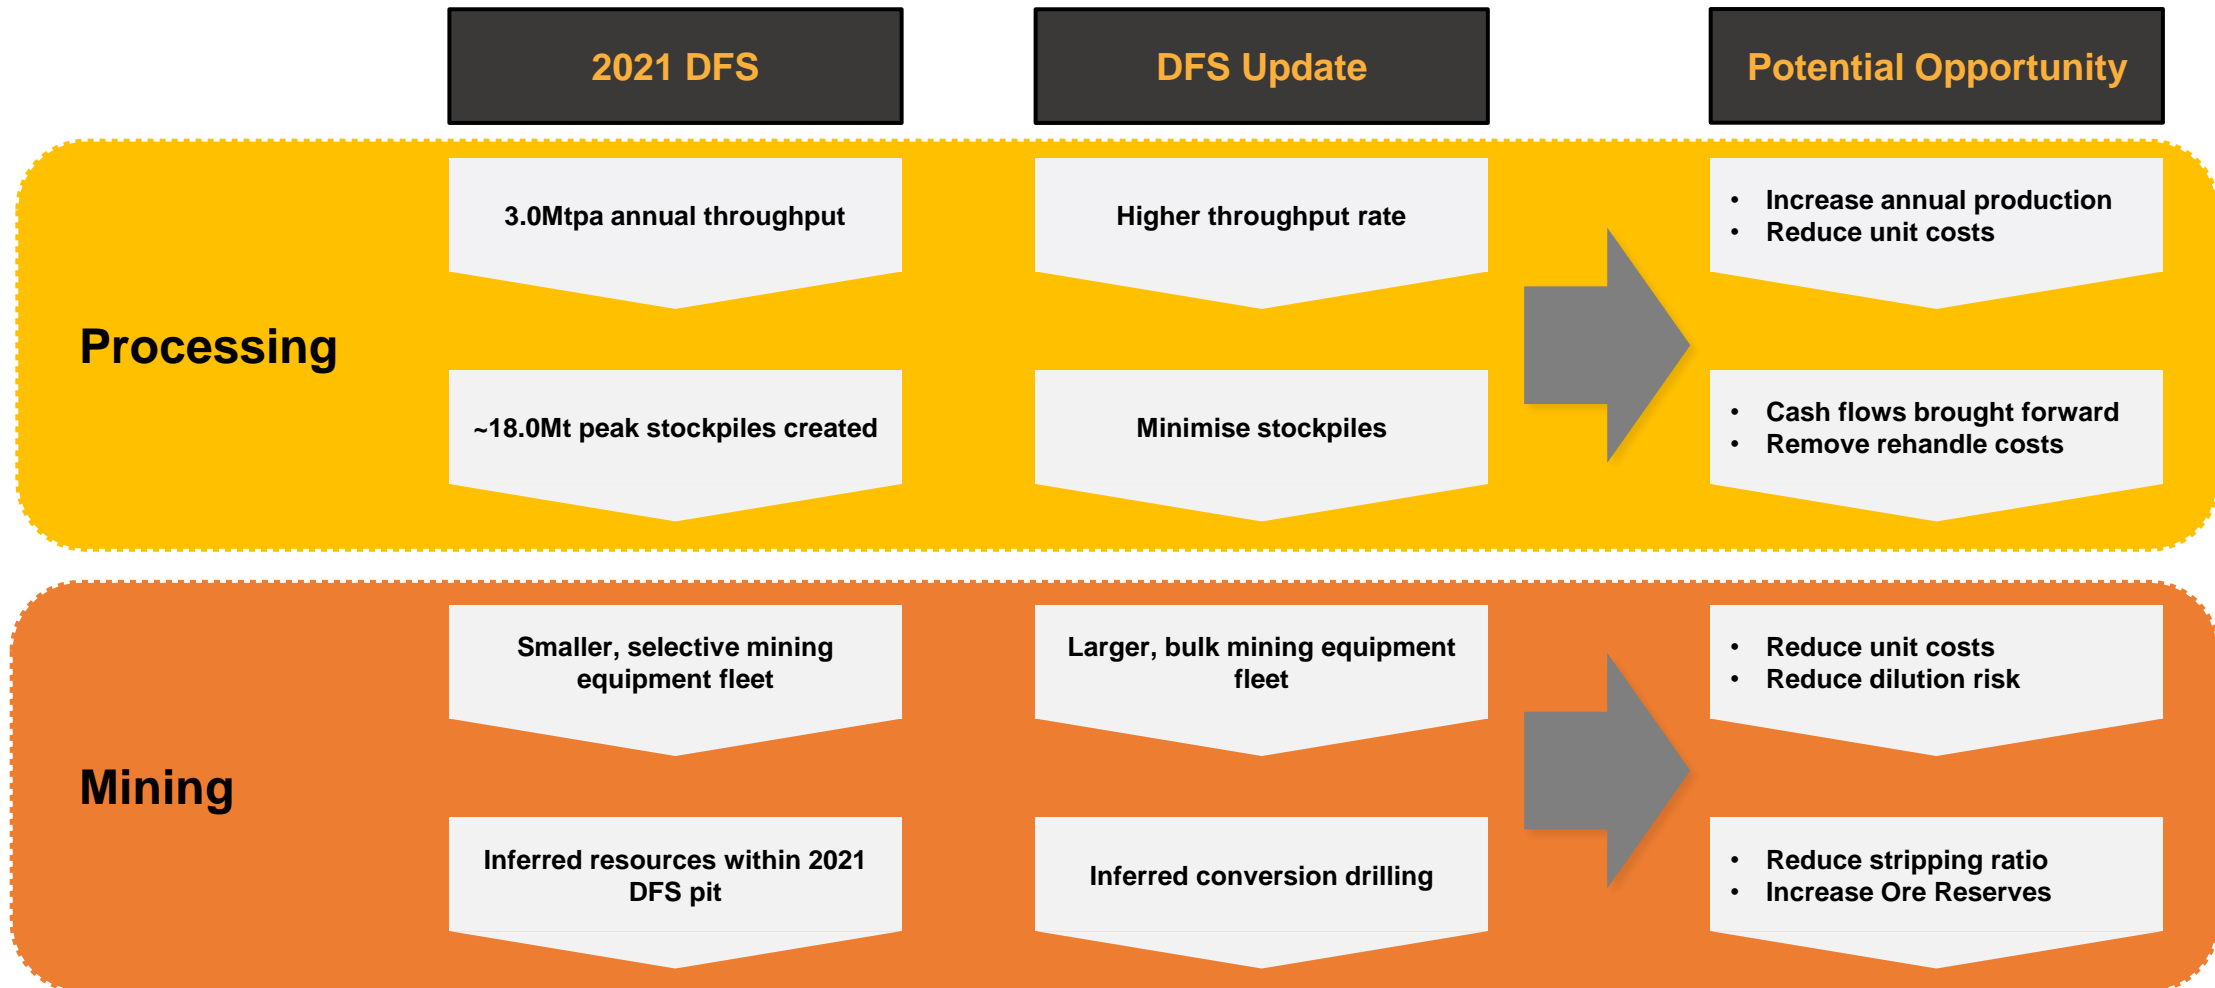 2021 DFS
DFS Update
Potential Opportunity
Processing
3.0Mtpa annual throughput
Higher throughput rate
• Increase annual production
• Reduce unit costs
~18.0Mt peak stockpiles created
Minimise stockpiles
• Cash flows brought forward
• Remove rehandle costs
Mining
Smaller, selective mining
equipment fleet
Larger, bulk mining equipment
fleet
• Reduce unit costs
• Reduce dilution risk
Inferred resources within 2021
DFS pit
Inferred conversion drilling
• Reduce stripping ratio
• Increase Ore Reserves